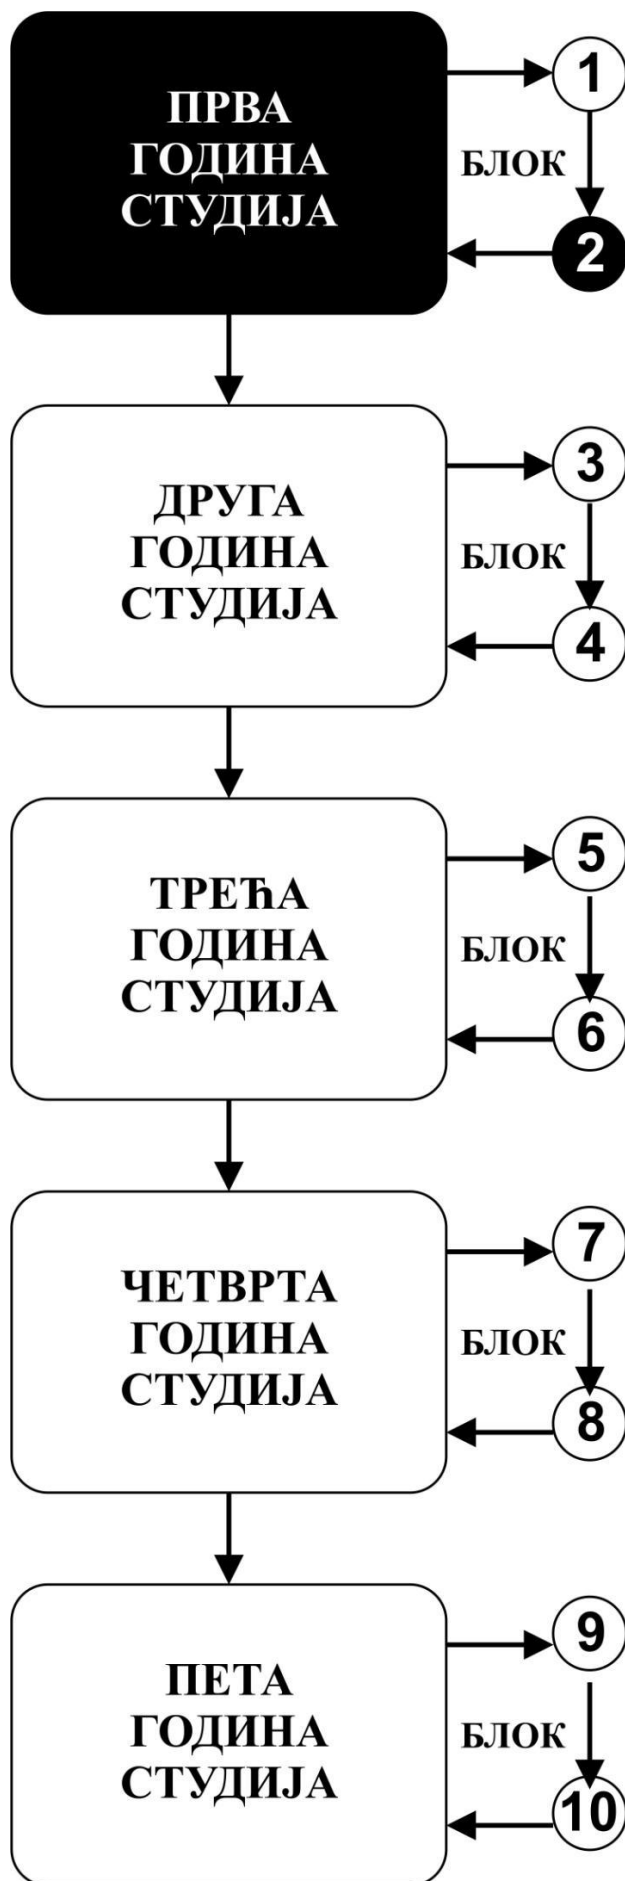 ПРВА
ГОДИНА
СТУДИЈА
1
БЛОК
2
ДРУГА
ГОДИНА
СТУДИЈА
3
БЛОК
4
ТРЕЋА
ГОДИНА
СТУДИЈА
5
БЛОК
6
ЧЕТВРТА
ГОДИНА
СТУДИЈА
7
БЛОК
8
ПЕТА
ГОДИНА
СТУДИЈА
9
БЛОК
10